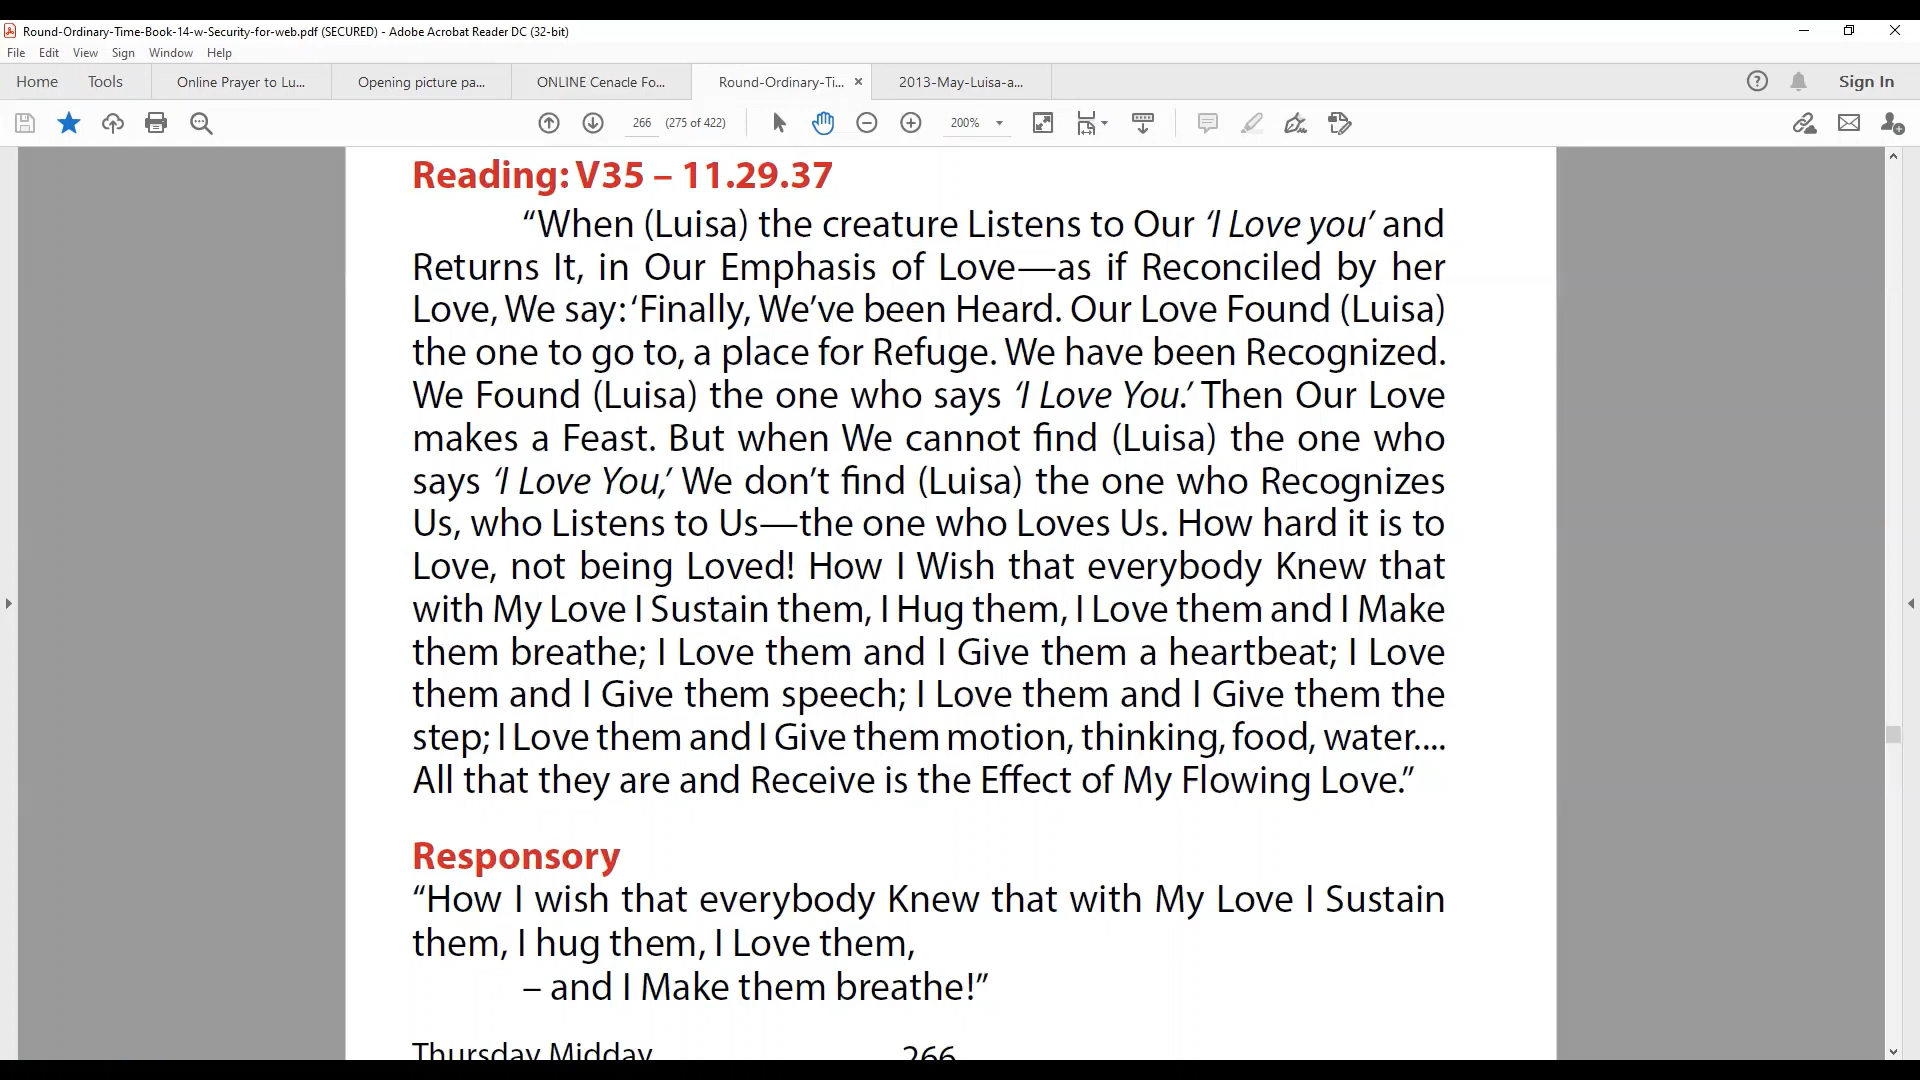 Round-Ordinary-Time-Book-14-w-Security-for-web.pdf (SECURED) - Adobe Acrobat Reader DC (32-bit)
File Edit View Sign Window Help
Home Tools Online Prayer to Lu... Opening picture pa... ONLINE Cenacle Fo... Round-Ordinary-Ti... × 2013-May-Luisa-a... Sign In
266 (275 of 422) 200%
Reading: V35 – 11.29.37
“When (Luisa) the creature Listens to Our ‘I Love you’ and
Returns It, in Our Emphasis of Love—as if Reconciled by her
Love, We say: ‘Finally, We’ve been Heard. Our Love Found (Luisa)
the one to go to, a place for Refuge. We have been Recognized.
We Found (Luisa) the one who says ‘I Love You.’ Then Our Love
makes a Feast. But when We cannot find (Luisa) the one who
says ‘I Love You,’ We don’t find (Luisa) the one who Recognizes
Us, who Listens to Us—the one who Loves Us. How hard it is to
Love, not being Loved! How I Wish that everybody Knew that
with My Love I Sustain them, I Hug them, I Love them and I Make
them breathe; I Love them and I Give them a heartbeat; I Love
them and I Give them speech; I Love them and I Give them the
step; I Love them and I Give them motion, thinking, food, water....
All that they are and Receive is the Effect of My Flowing Love.”
Responsory
“How I wish that everybody Knew that with My Love I Sustain
them, I hug them, I Love them,
– and I Make them breathe!”
Thursday Midday 266